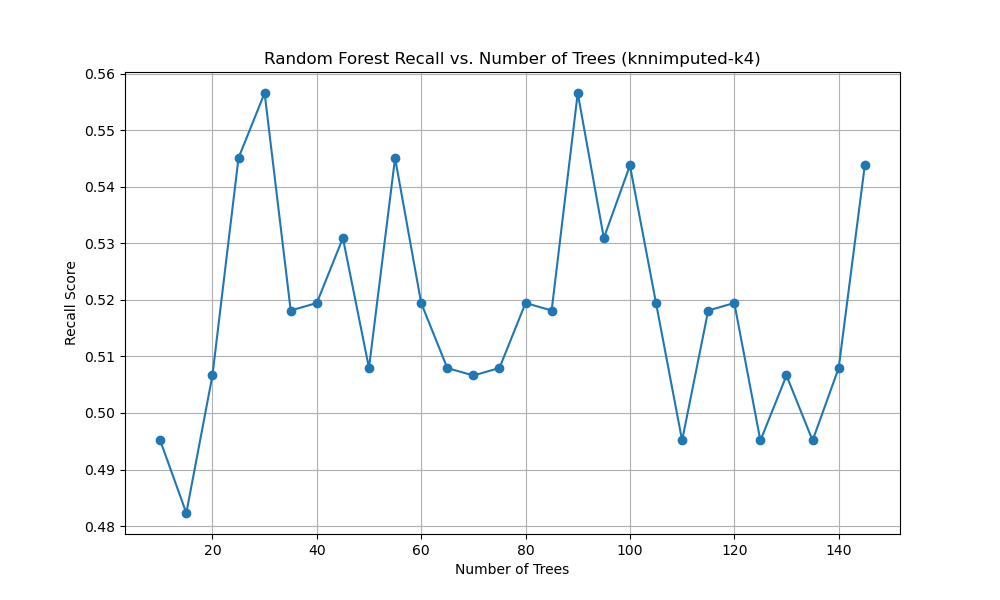 Random Forest Recall vs. Number of Trees (knnimputed-k4)
0.56
0.55
0.54
0.53
0.52
0.51
0.50
0.49
0.48
Recall Score
20 40 60 80 100 120 140
Number of Trees